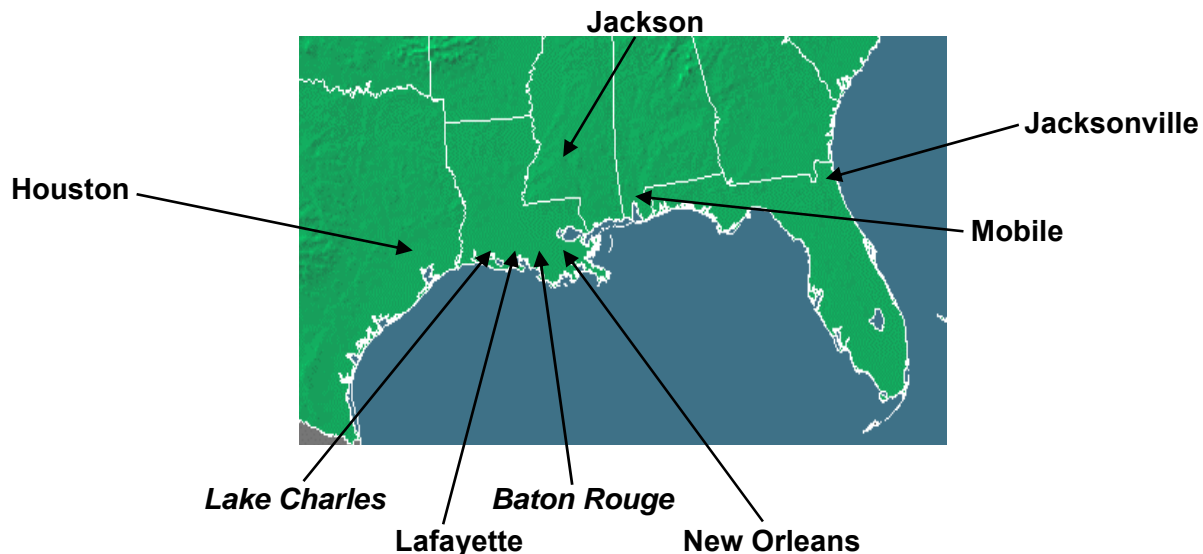 Jackson
Jacksonville
Houston
Mobile
Lake Charles
Baton Rouge
Lafayette
New Orleans